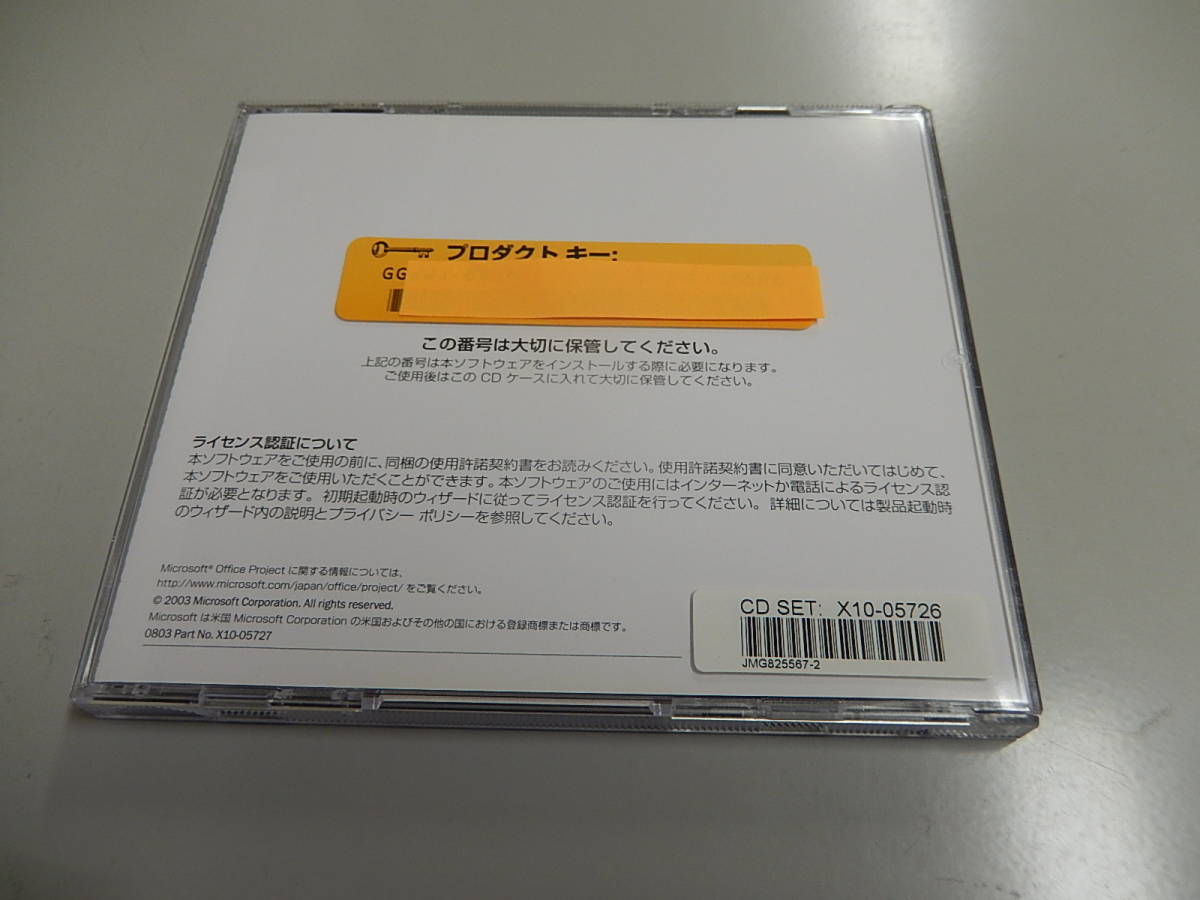 プロダクト キー:
GG
この番号は大切に保管してください。
上記の番号は本ソフトウェアをインストールする際に必要になります。
ご使用後はこの CD ケースに入れて大切に保管してください。
ライセンス認証について
本ソフトウェアをご使用の前に、同梱の使用許諾契約書をお読みください。使用許諾契約書に同意いただいてはじめて、
本ソフトウェアをご使用いただくことができます。本ソフトウェアのご使用にはインターネットか電話によるライセンス認
証が必要となります。 初期起動時のウィザードに従ってライセンス認証を行ってください。 詳細については製品起動時
のウィザード内の説明とプライバシー ポリシーを参照してください。
Microsoft® Office Project に関する情報については、
http://www.microsoft.com/japan/office/project/ をご覧ください。
© 2003 Microsoft Corporation. All rights reserved.
Microsoft は米国 Microsoft Corporation の米国およびその他の国における登録商標または商標です。
0803 Part No. X10-05727
CD SET: X10-05726
JMG825567-2